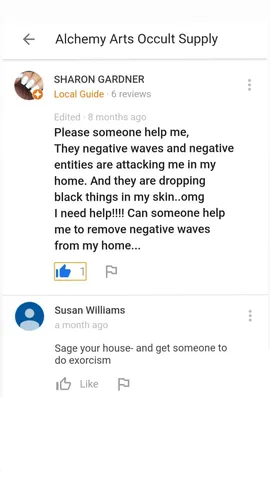 Alchemy Arts Occult Supply
SHARON GARDNER
Local Guide · 6 reviews
Edited · 8 months ago
Please someone help me,
They negative waves and negative
entities are attacking me in my
home. And they are dropping
black things in my skin..omg
I need help!!!! Can someone help
me to remove negative waves
from my home...
1
Susan Williams
a month ago
Sage your house- and get someone to
do exorcism
Like